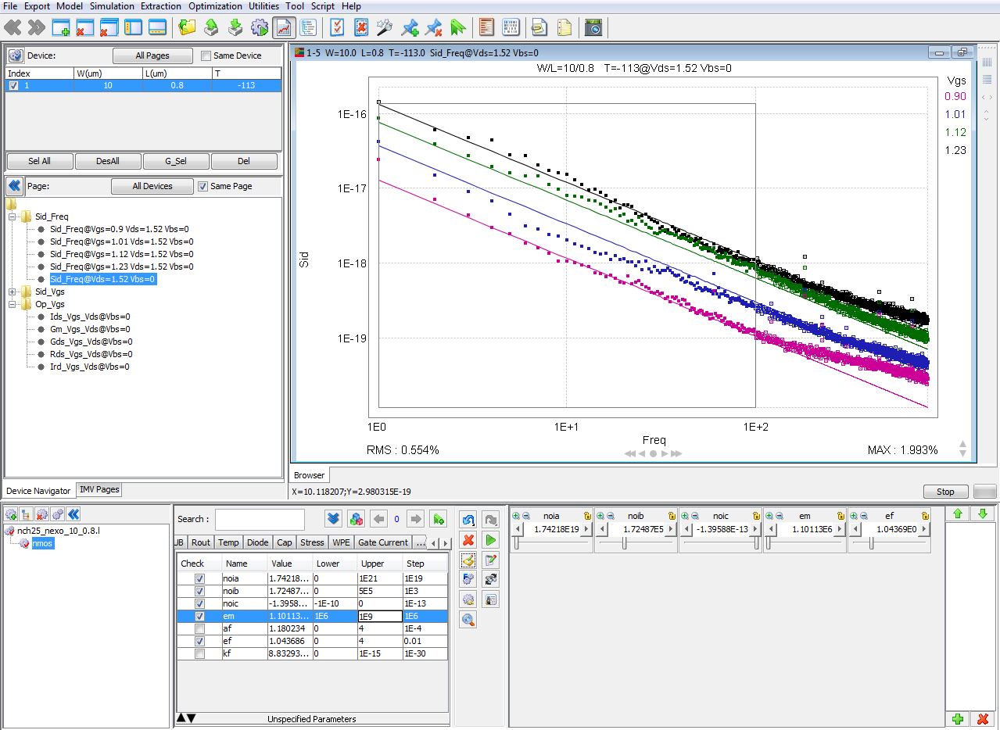 File Export Model Simulation Extraction Optimization Utilities Tool Script Help
Device: All Pages Same Device
Index W(um) L(um) T
1 10 0.8 -113
Sel All DesAll G_Sel Del
Page: All Devices Same Page
Sid_Freq
Sid_Freq@Vgs=0.9 Vds=1.52 Vbs=0
Sid_Freq@Vgs=1.01 Vds=1.52 Vbs=0
Sid_Freq@Vgs=1.12 Vds=1.52 Vbs=0
Sid_Freq@Vgs=1.23 Vds=1.52 Vbs=0
Sid_Freq@Vds=1.52 Vbs=0
Sid_Vgs
Op_Vgs
Ids_Vgs_Vds@Vbs=0
Gm_Vgs_Vds@Vbs=0
Gds_Vgs_Vds@Vbs=0
Rds_Vgs_Vds@Vbs=0
Ird_Vgs_Vds@Vbs=0
Device Navigator IMV Pages
1-5 W=10.0 L=0.8 T=-113.0 Sid_Freq@Vds=1.52 Vbs=0
W/L=10/0.8 T=-113@Vds=1.52 Vbs=0
Vgs
0.90
1.01
1.12
1.23
1E-16
1E-17
1E-18
1E-19
Sid
1E0 1E+1 1E+2
Freq
RMS : 0.554% MAX : 1.993%
Browser
X=10.118207;Y=2.980315E-19 Stop
nch25_nexo_10_0.8.l
nmos
Search : 0
UB Rout Temp Diode Cap Stress WPE Gate Current ...
Check Name Value Lower Upper Step
noia 1.74218... 0 1E21 1E19
noib 1.72487... 0 5E5 1E3
noic -1.3958... -1E-10 0 1E-13
em 1.10113... 1E6 1E9 1E6
af 1.180234 0 4 1E-4
ef 1.043686 0 4 0.01
kf 8.83293... 0 1E-15 1E-30
Unspecified Parameters
noia noib noic em ef
1.74218E19 1.72487E5 -1.39588E-13 1.10113E6 1.04369E0